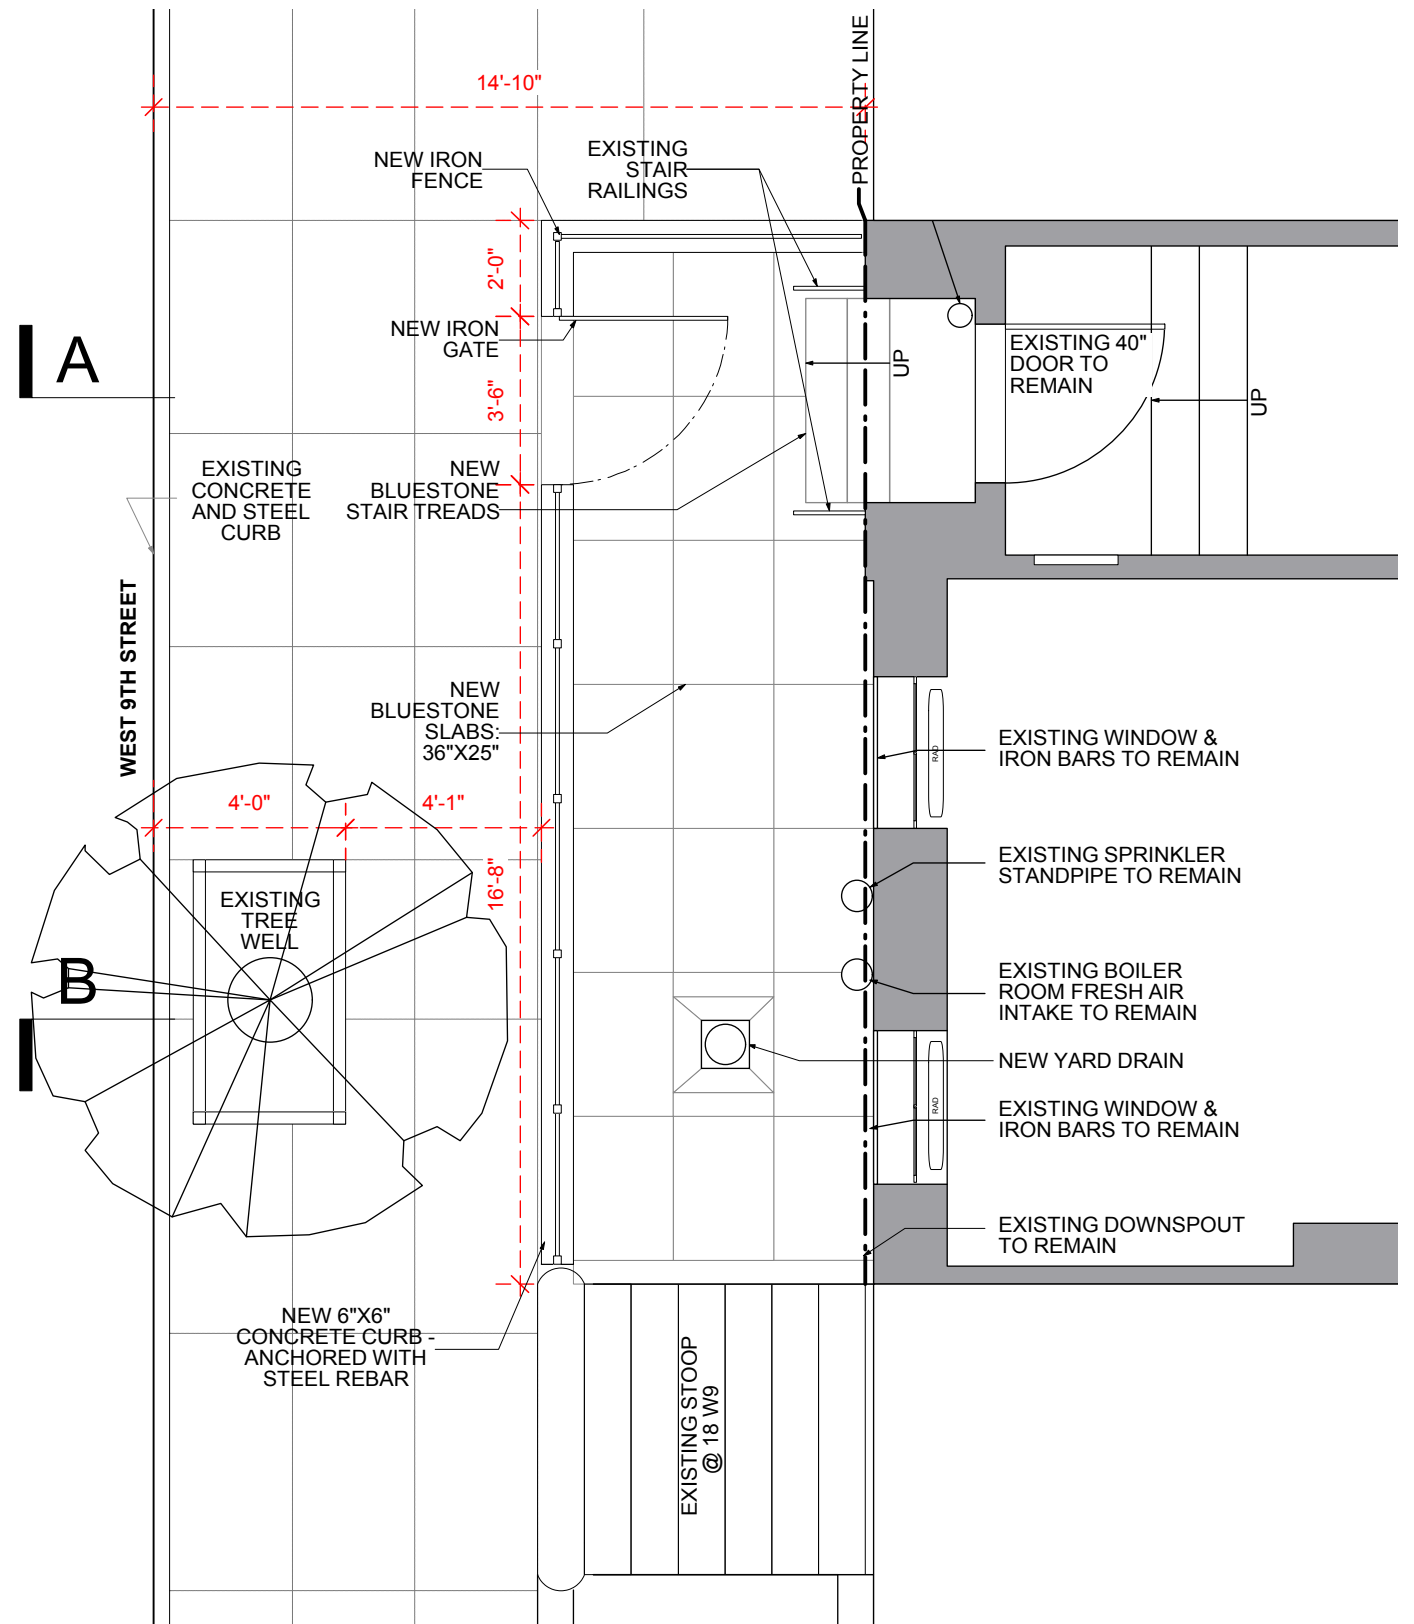 PROPERTY LINE
14'-10"
NEW IRON
FENCE
EXISTING
STAIR
RAILINGS
2'-0"
NEW IRON
GATE
A
EXISTING 40"
DOOR TO
REMAIN
UP
UP
3'-6"
EXISTING
CONCRETE
AND STEEL
CURB
NEW
BLUESTONE
STAIR TREADS
WEST 9TH STREET
NEW
BLUESTONE
SLABS:
36"X25"
EXISTING WINDOW &
IRON BARS TO REMAIN
RAD
4'-0"
4'-1"
16'-8"
EXISTING SPRINKLER
STANDPIPE TO REMAIN
EXISTING
TREE
WELL
B
EXISTING BOILER
ROOM FRESH AIR
INTAKE TO REMAIN
NEW YARD DRAIN
EXISTING WINDOW &
IRON BARS TO REMAIN
RAD
EXISTING DOWNSPOUT
TO REMAIN
NEW 6"X6"
CONCRETE CURB -
ANCHORED WITH
STEEL REBAR
EXISTING STOOP
@ 18 W9